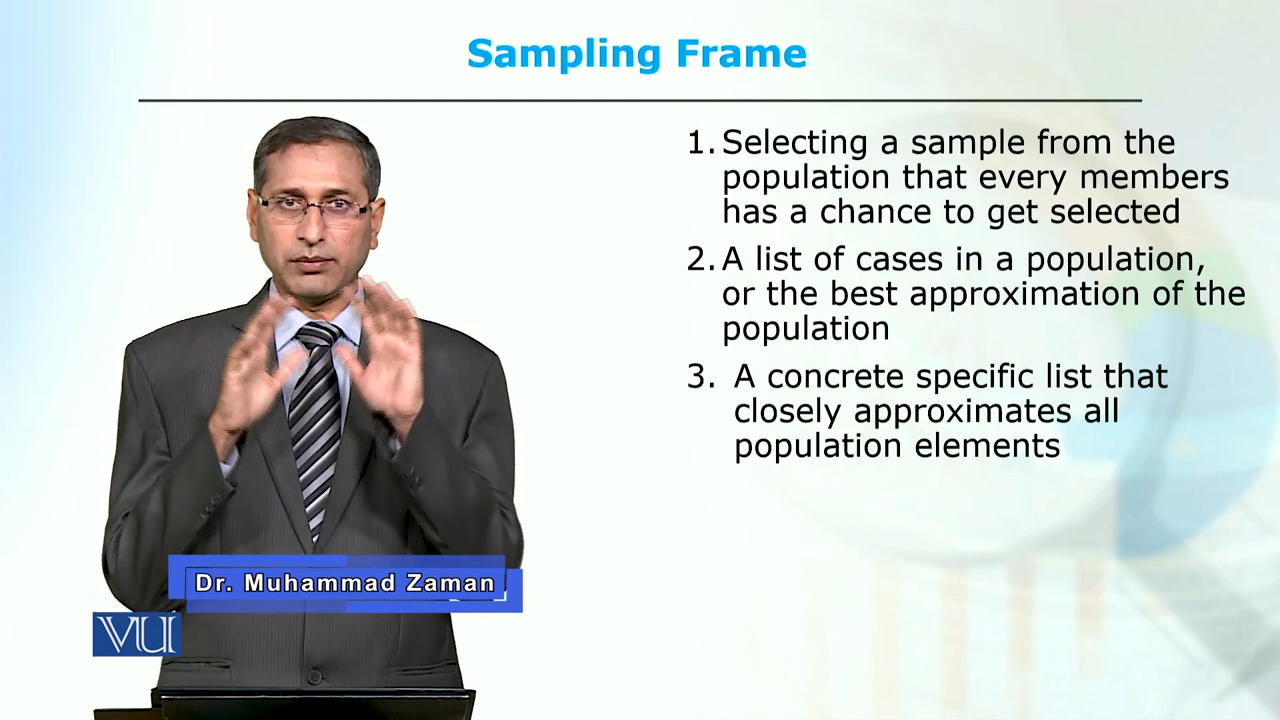 Sampling Frame
1. Selecting a sample from the
population that every members
has a chance to get selected
2. A list of cases in a population,
or the best approximation of the
population
3. A concrete specific list that
closely approximates all
population elements
Dr. Muhammad Zaman
VU